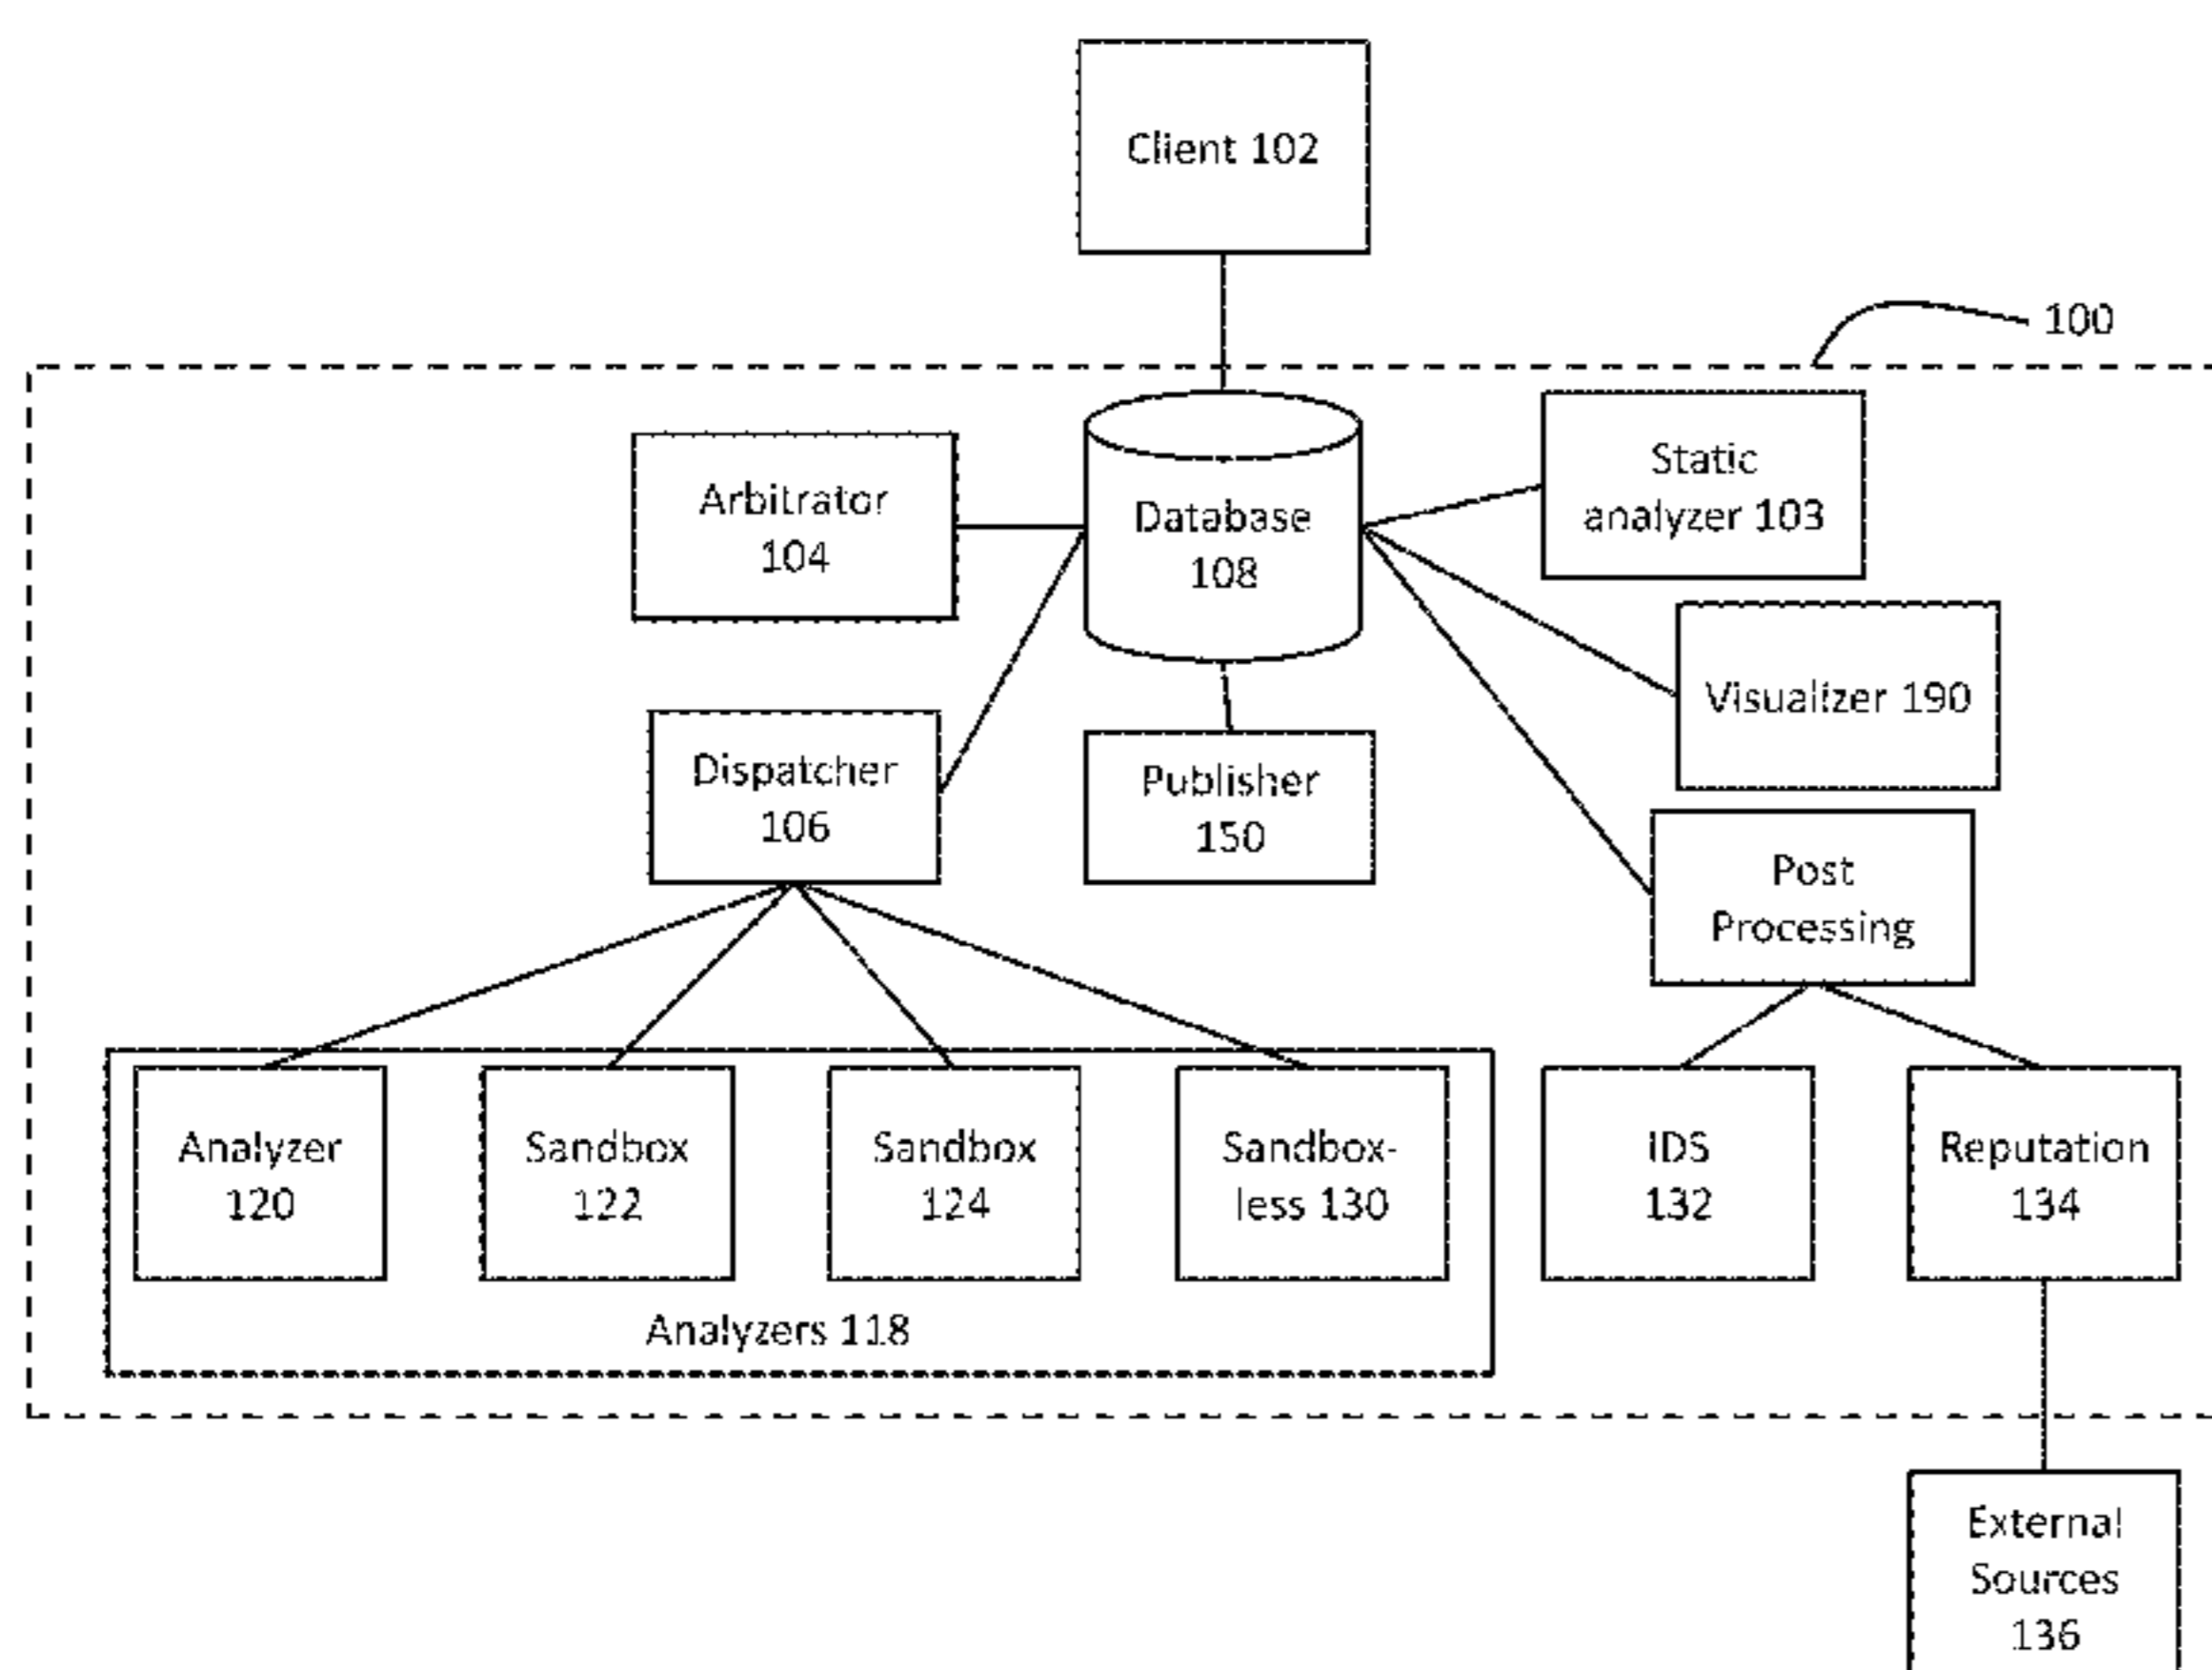 Client 102
100
Arbitrator
104
Database
108
Static
analyzer 103
Visualizer 190
Dispatcher
106
Publisher
150
Post
Processing
Analyzer
120
Sandbox
122
Sandbox
124
Sandbox-
less 130
IDS
132
Reputation
134
Analyzers 118
External
Sources
136